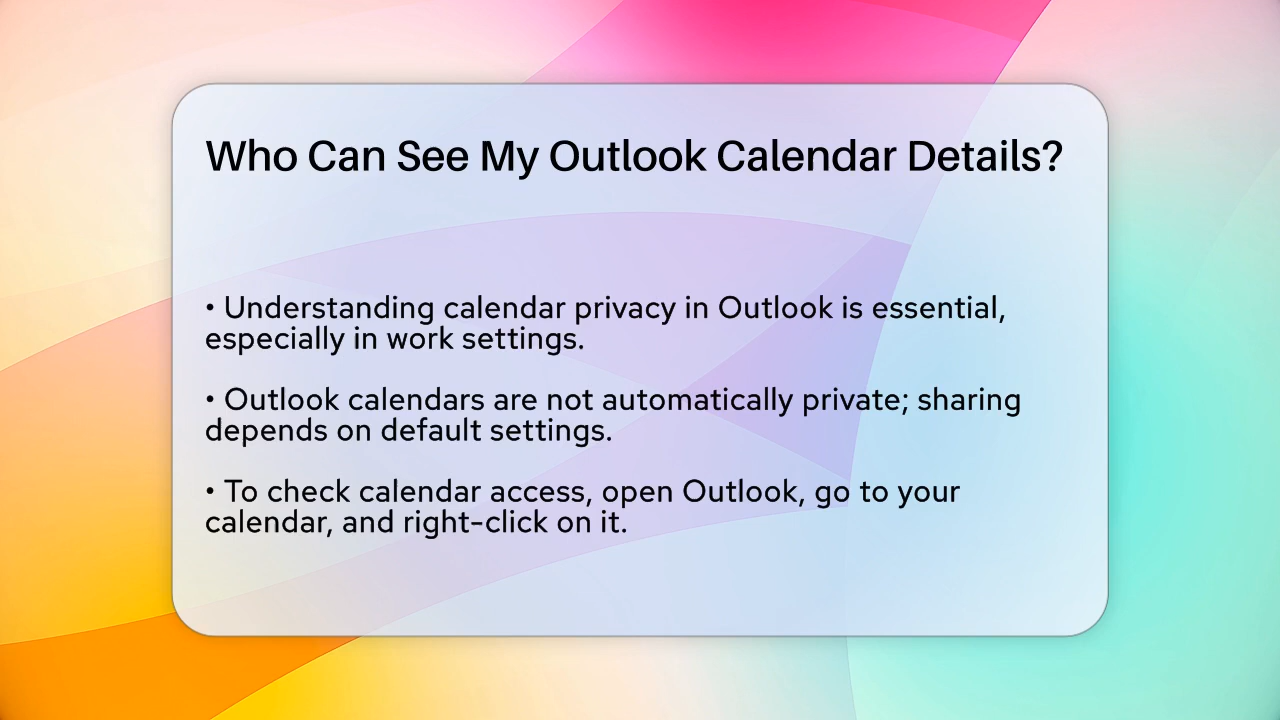 Who Can See My Outlook Calendar Details?
• Understanding calendar privacy in Outlook is essential,
especially in work settings.
• Outlook calendars are not automatically private; sharing
depends on default settings.
• To check calendar access, open Outlook, go to your
calendar, and right-click on it.